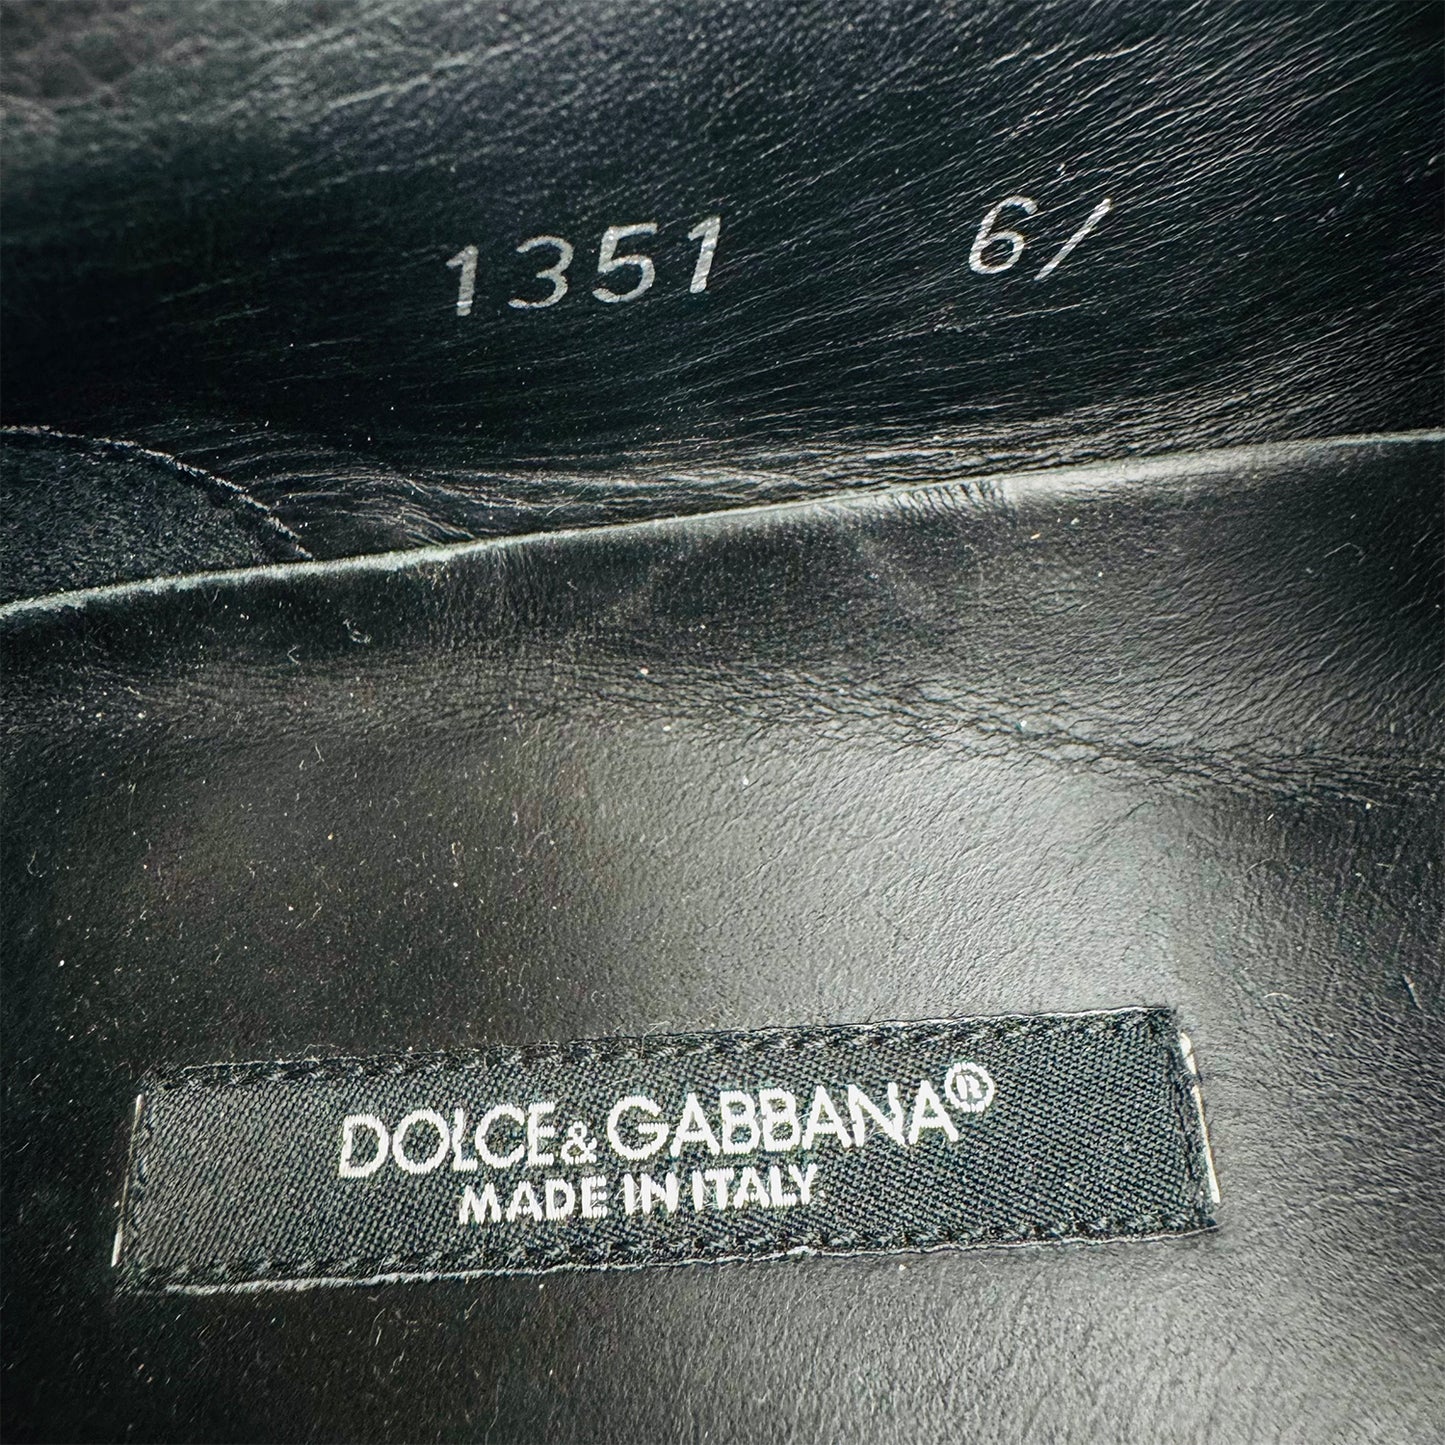 1351 6/
DOLCE & GABBANA®
MADE IN ITALY